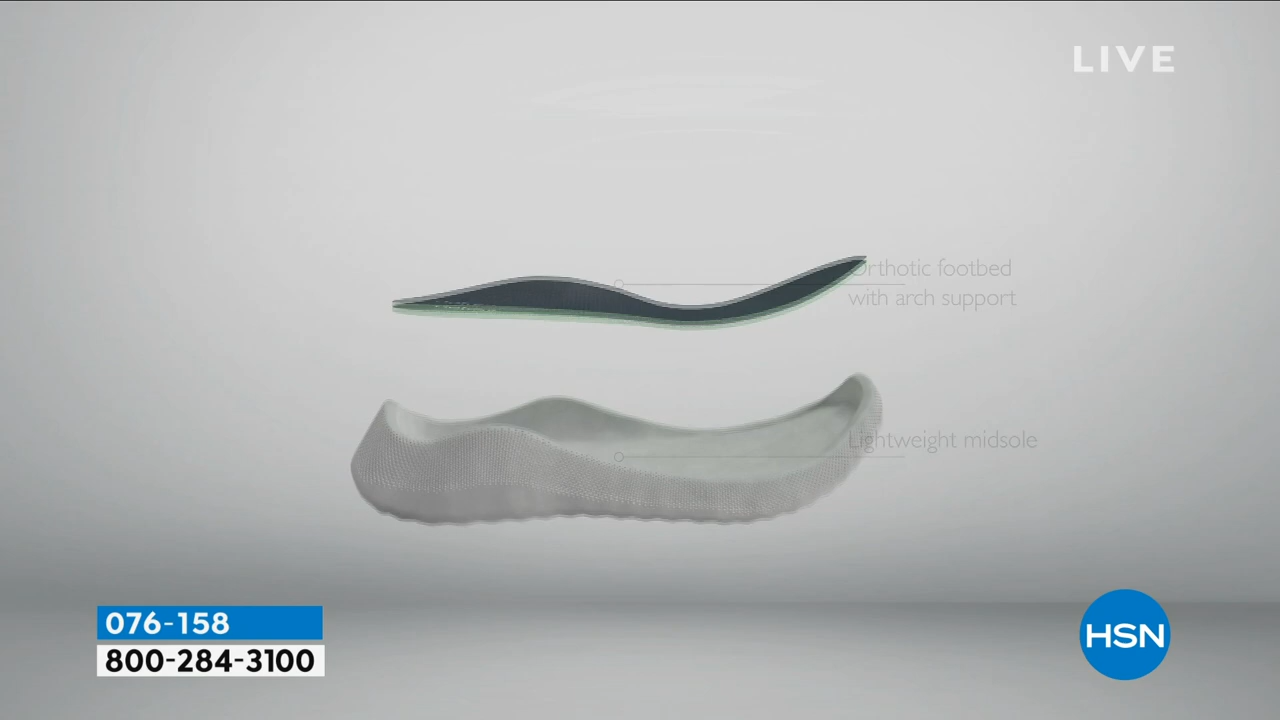 LIVE
Orthotic footbed
with arch support
Lightweight midsole
076-158
800-284-3100
HSN